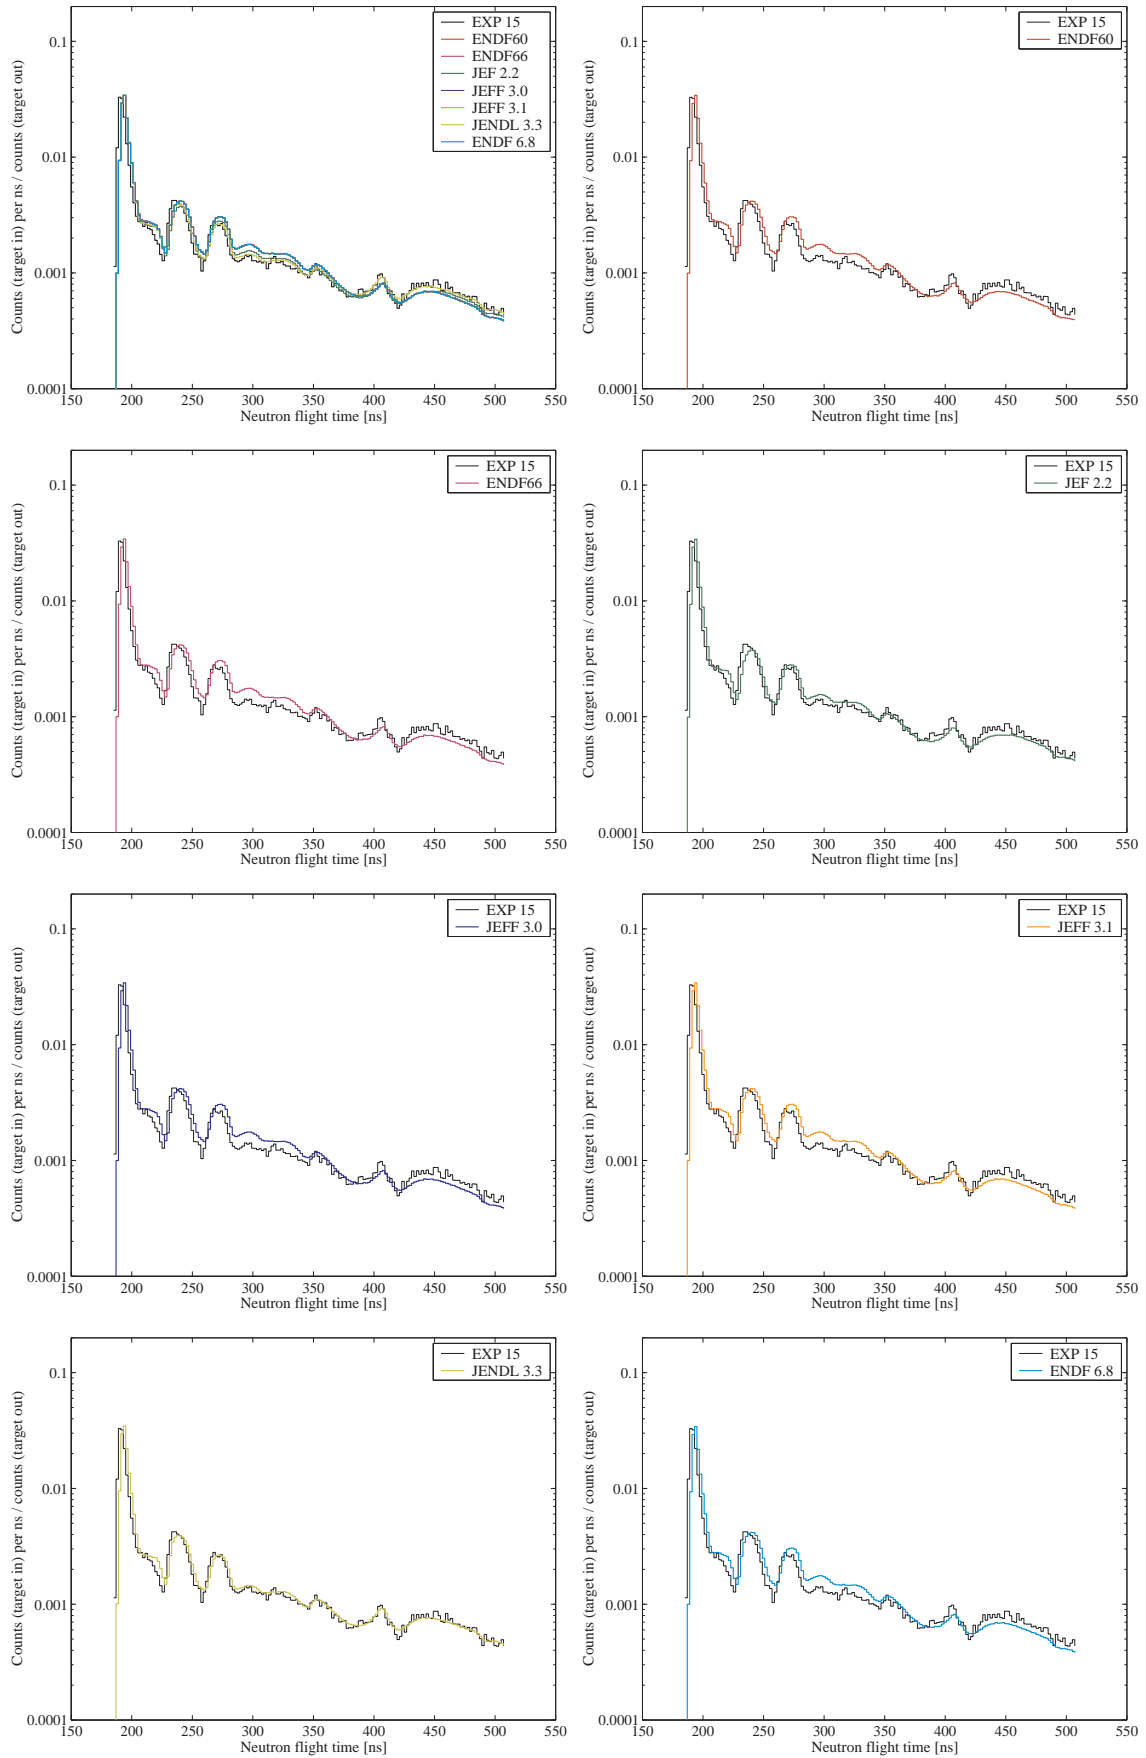 EXP 15
ENDF60
ENDF66
JEF 2.2
JEFF 3.0
JEFF 3.1
JENDL 3.3
ENDF 6.8
0.1
0.01
0.001
0.0001
150 200 250 300 350 400 450 500 550
Neutron flight time [ns]
Counts (target in) per ns / counts (target out)
EXP 15
ENDF60
0.1
0.01
0.001
0.0001
150 200 250 300 350 400 450 500 550
Neutron flight time [ns]
Counts (target in) per ns / counts (target out)
EXP 15
ENDF66
0.1
0.01
0.001
0.0001
150 200 250 300 350 400 450 500 550
Neutron flight time [ns]
Counts (target in) per ns / counts (target out)
EXP 15
JEF 2.2
0.1
0.01
0.001
0.0001
150 200 250 300 350 400 450 500 550
Neutron flight time [ns]
Counts (target in) per ns / counts (target out)
EXP 15
JEFF 3.0
0.1
0.01
0.001
0.0001
150 200 250 300 350 400 450 500 550
Neutron flight time [ns]
Counts (target in) per ns / counts (target out)
EXP 15
JEFF 3.1
0.1
0.01
0.001
0.0001
150 200 250 300 350 400 450 500 550
Neutron flight time [ns]
Counts (target in) per ns / counts (target out)
EXP 15
JENDL 3.3
0.1
0.01
0.001
0.0001
150 200 250 300 350 400 450 500 550
Neutron flight time [ns]
Counts (target in) per ns / counts (target out)
EXP 15
ENDF 6.8
0.1
0.01
0.001
0.0001
150 200 250 300 350 400 450 500 550
Neutron flight time [ns]
Counts (target in) per ns / counts (target out)